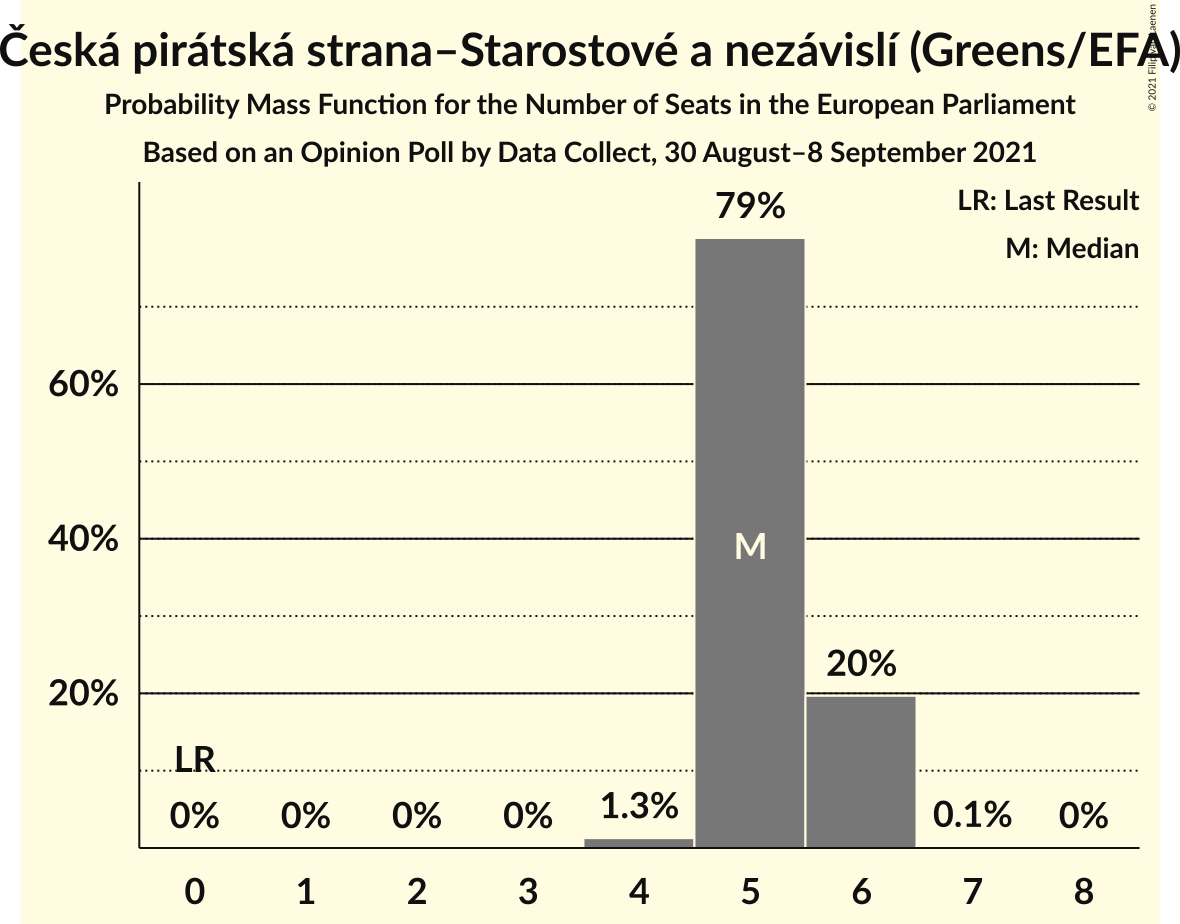 Česká pirátská strana–Starostové a nezávislí (Greens/EFA)
Probability Mass Function for the Number of Seats in the European Parliament
Based on an Opinion Poll by Data Collect, 30 August–8 September 2021
LR: Last Result
M: Median
79%
60%
40%
M
20%
20%
LR
0% 0% 0% 0% 1.3% 0.1% 0%
0 1 2 3 4 5 6 7 8
© 2021 Filip